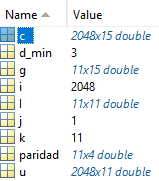 Name Value
c 2048x15 double
d_min 3
g 11x15 double
i 2048
I 11x11 double
j 1
k 11
paridad 11x4 double
u 2048x11 double